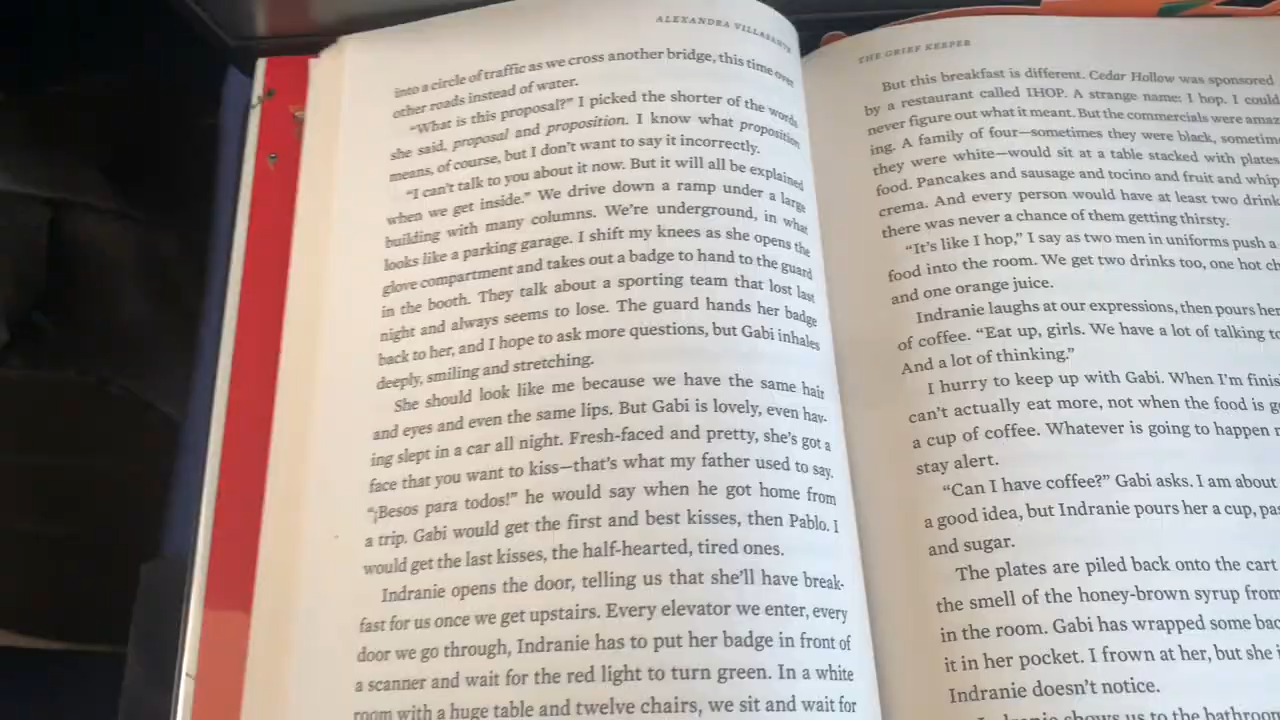 ALEXANDRA VILLASANTE
into a circle of traffic as we cross another bridge, this time over
other roads instead of water.
“What is this proposal?” I picked the shorter of the words
she said, proposal and proposition. I know what proposition
means, of course, but I don’t want to say it incorrectly.
“I can’t talk to you about it now. But it will all be explained
when we get inside.” We drive down a ramp under a large
building with many columns. We’re underground, in what
looks like a parking garage. I shift my knees as she opens the
glove compartment and takes out a badge to hand to the guard
in the booth. They talk about a sporting team that lost last
night and always seems to lose. The guard hands her badge
back to her, and I hope to ask more questions, but Gabi inhales
deeply, smiling and stretching.
She should look like me because we have the same hair
and eyes and even the same lips. But Gabi is lovely, even hav-
ing slept in a car all night. Fresh-faced and pretty, she’s got a
face that you want to kiss—that’s what my father used to say.
“¡Besos para todos!” he would say when he got home from
a trip. Gabi would get the first and best kisses, then Pablo. I
would get the last kisses, the half-hearted, tired ones.
Indranie opens the door, telling us that she’ll have break-
fast for us once we get upstairs. Every elevator we enter, every
door we go through, Indranie has to put her badge in front of
a scanner and wait for the red light to turn green. In a white
room with a huge table and twelve chairs, we sit and wait for
THE GRIEF KEEPER
But this breakfast is different. Cedar Hollow was sponsored
by a restaurant called IHOP. A strange name: I hop. I could
never figure out what it meant. But the commercials were amaz
ing. A family of four—sometimes they were black, sometim
they were white—would sit at a table stacked with plates
food. Pancakes and sausage and tocino and fruit and whip
crema. And every person would have at least two drink
there was never a chance of them getting thirsty.
“It’s like I hop,” I say as two men in uniforms push a
food into the room. We get two drinks too, one hot ch
and one orange juice.
Indranie laughs at our expressions, then pours her
of coffee. “Eat up, girls. We have a lot of talking to
And a lot of thinking.”
I hurry to keep up with Gabi. When I’m finis
can’t actually eat more, not when the food is g
a cup of coffee. Whatever is going to happen
stay alert.
“Can I have coffee?” Gabi asks. I am about
a good idea, but Indranie pours her a cup, pas
and sugar.
The plates are piled back onto the cart
the smell of the honey-brown syrup from
in the room. Gabi has wrapped some bac
it in her pocket. I frown at her, but she i
Indranie doesn’t notice.
shows us to the bathroom